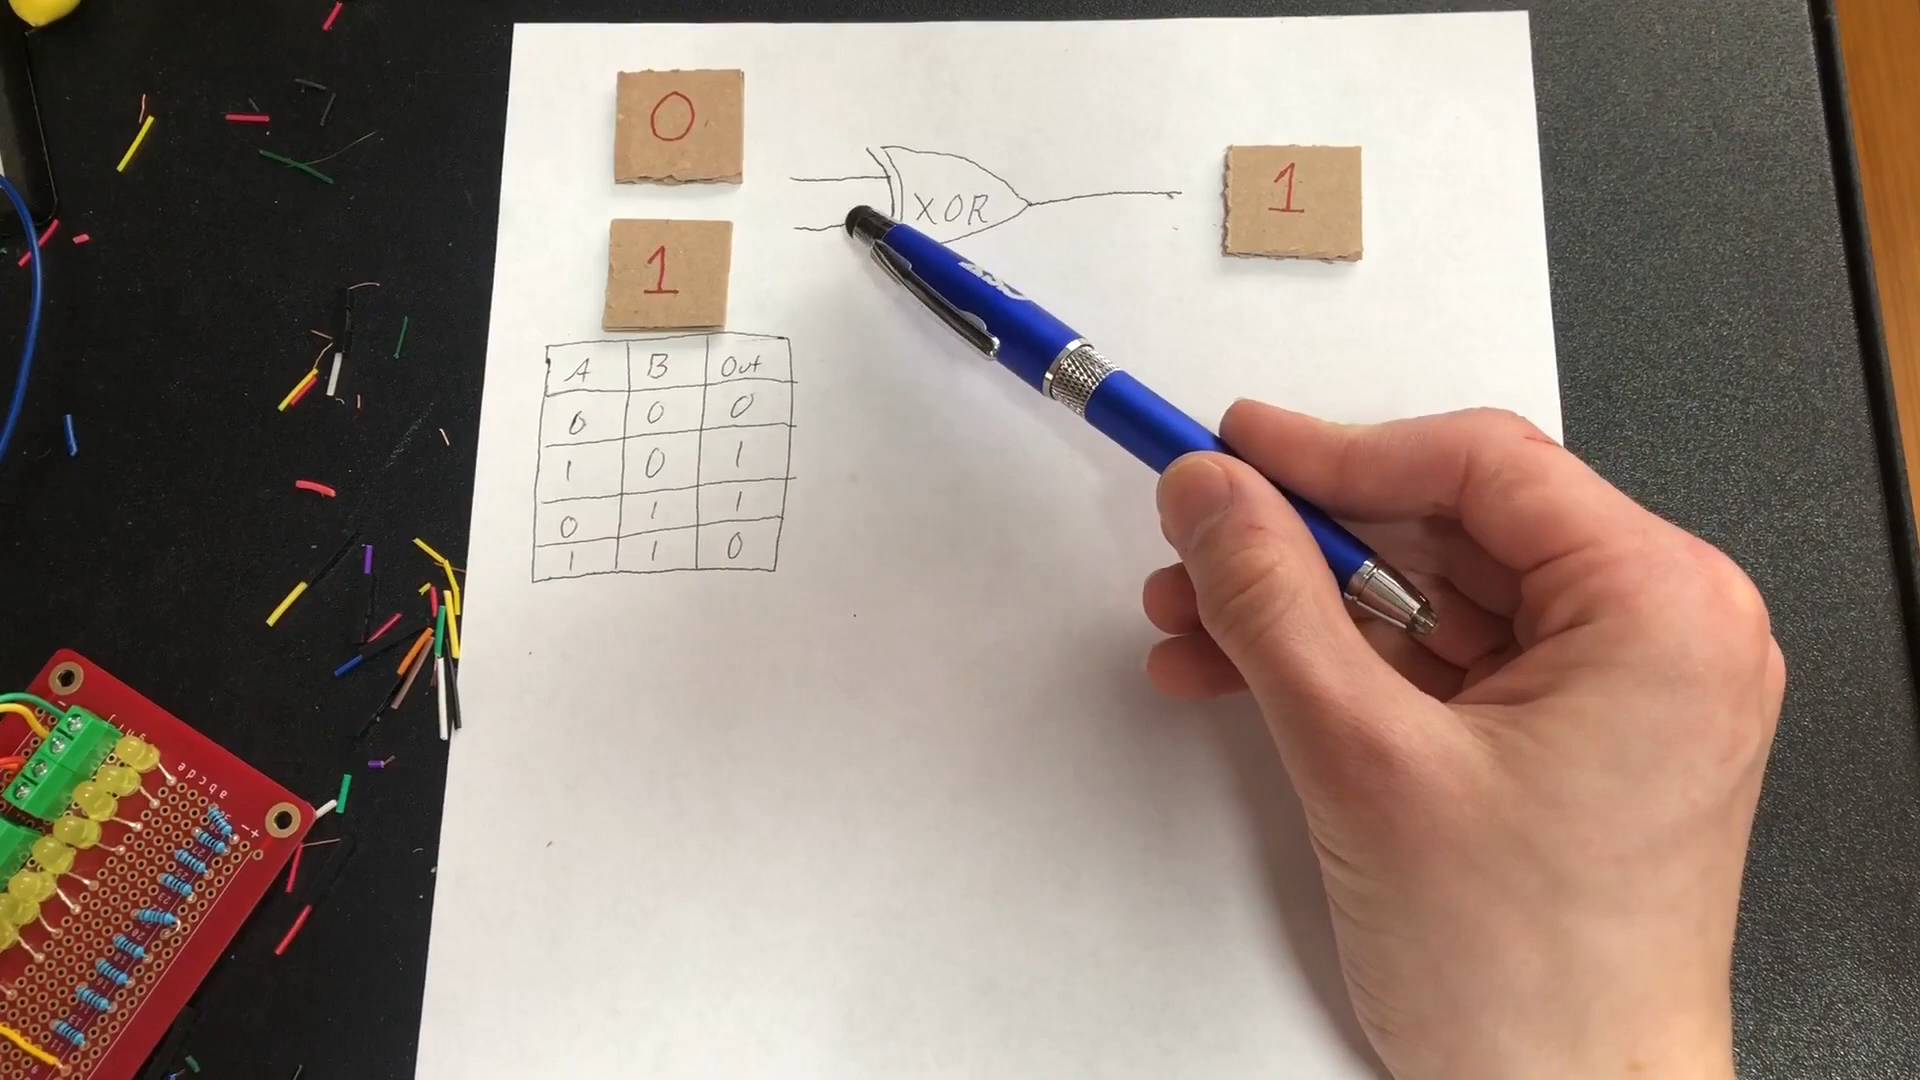 0
1
XOR
1
A B Out
0 0 0
1 0 1
0 1 1
1 1 0
a b c d e